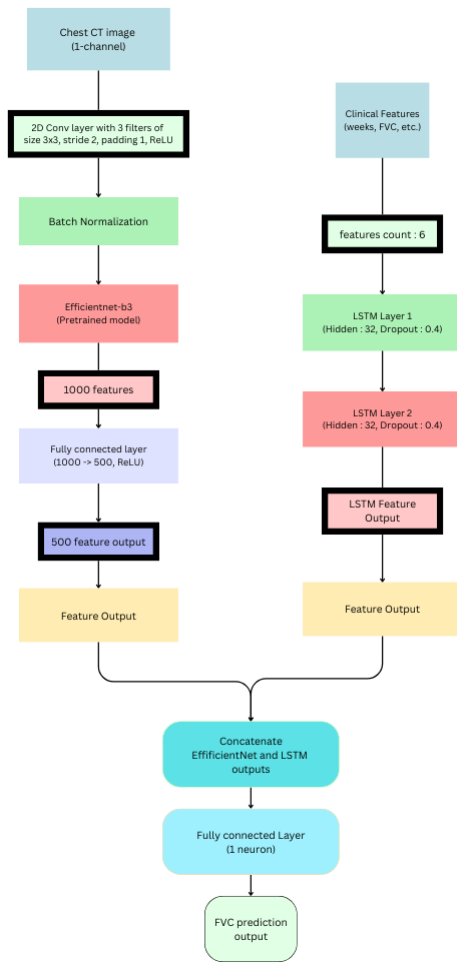 Chest CT image
(1-channel)
2D Conv layer with 3 filters of
size 3x3, stride 2, padding 1, ReLU
Batch Normalization
Efficientnet-b3
(Pretrained model)
1000 features
Fully connected layer
(1000 -> 500, ReLU)
500 feature output
Feature Output
Clinical Features
(weeks, FVC, etc.)
features count : 6
LSTM Layer 1
(Hidden : 32, Dropout : 0.4)
LSTM Layer 2
(Hidden : 32, Dropout : 0.4)
LSTM Feature
Output
Feature Output
Concatenate
EffificientNet and LSTM
outputs
Fully connected Layer
(1 neuron)
FVC prediction
output